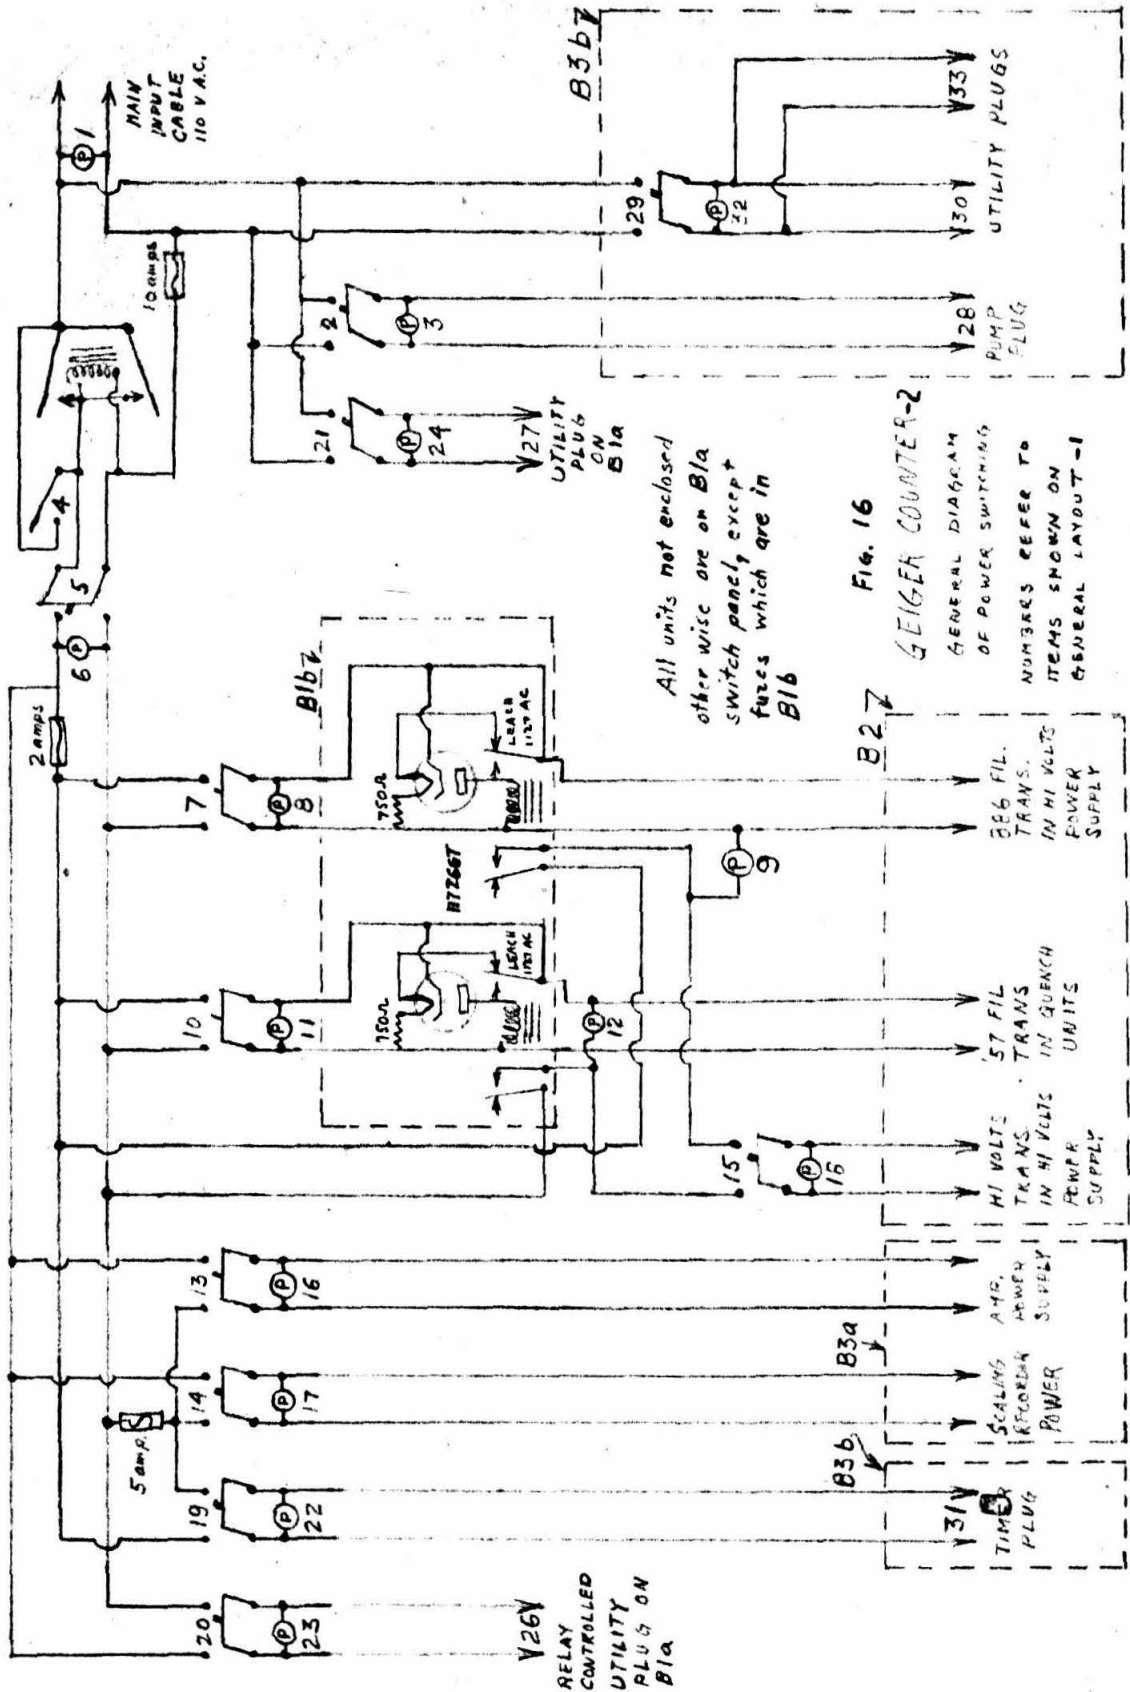 MAIN
INPUT
CABLE
110 V A.C.
P 1
10 amps
4
5
6 P
2 amps
B3b
29
P
32
30
33
UTILITY PLUGS
2
P
3
28
PUMP
PLUG
21
P
24
27
UTILITY
PLUG
ON
B1a
All units not enclosed
other wise are on B1a
switch panel, except
fuzes which are in
B1b
FIG. 16
GEIGER COUNTER-2
GENERAL DIAGRAM
OF POWER SWITCHING
NUMBERS REFER TO
ITEMS SHOWN ON
GENERAL LAYOUT-1
B1b
7
P
8
750Ω
LEACH
1127 AC
117Z6GT
P
9
10
P
11
750Ω
LEACH
1127 AC
P
12
15
P
B2
866 FIL.
TRANS.
IN HI VOLTS
POWER
SUPPLY
'57 FIL
TRANS
IN QUENCH
UNITS
HI VOLTS
TRANS.
IN HI VOLTS
POWER
SUPPLY
13
P
16
14
P
17
5 amp.
B3a
AMP.
POWER
SUPPLY
SCALING
RECORDER
POWER
19
P
22
B3b
31
TIMER
PLUG
20
P
23
26
RELAY
CONTROLLED
UTILITY
PLUG ON
B1a